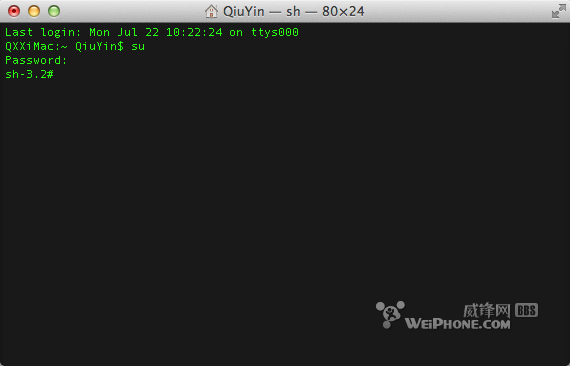 QiuYin — sh — 80×24
Last login: Mon Jul 22 10:22:24 on ttys000
QXXiMac:~ QiuYin$ su
Password:
sh-3.2#
威锋网 BBS
WEIPHONE.COM